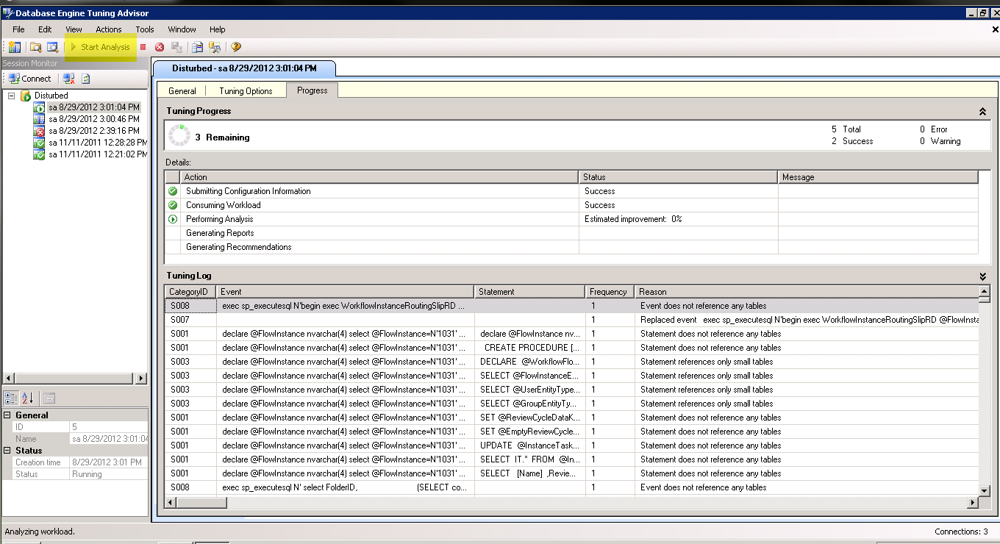 Database Engine Tuning Advisor
File Edit View Actions Tools Window Help
Start Analysis
Session Monitor
Connect
Disturbed
sa 8/29/2012 3:01:04 PM
sa 8/29/2012 3:00:46 PM
sa 8/29/2012 2:39:16 PM
sa 11/11/2011 12:28:28 PM
sa 11/11/2011 12:21:02 PM
General
ID 5
Name sa 8/29/2012 3:01:04
Status
Creation time 8/29/2012 3:01 PM
Status Running
Disturbed - sa 8/29/2012 3:01:04 PM
General Tuning Options Progress
Tuning Progress
3 Remaining
5 Total 0 Error
2 Success 0 Warning
Details:
Action Status Message
Submitting Configuration Information Success
Consuming Workload Success
Performing Analysis Estimated improvement: 0%
Generating Reports
Generating Recommendations
Tuning Log
CategoryID Event Statement Frequency Reason
S008 exec sp_executesql N'begin exec WorkflowInstanceRoutingSlipRD ... 1 Event does not reference any tables
S007 1 Replaced event exec sp_executesql N'begin exec WorkflowInstanceRoutingSlipRD @FlowInsta
S001 declare @FlowInstance nvarchar(4) select @FlowInstance=N'1031' ... declare @FlowInstance nv... 1 Statement does not reference any tables
S001 declare @FlowInstance nvarchar(4) select @FlowInstance=N'1031' ... CREATE PROCEDURE [... 1 Statement does not reference any tables
S003 declare @FlowInstance nvarchar(4) select @FlowInstance=N'1031' ... DECLARE @WorkflowFlo... 1 Statement references only small tables
S003 declare @FlowInstance nvarchar(4) select @FlowInstance=N'1031' ... SELECT @FlowInstanceE... 1 Statement references only small tables
S003 declare @FlowInstance nvarchar(4) select @FlowInstance=N'1031' ... SELECT @UserEntityType... 1 Statement references only small tables
S003 declare @FlowInstance nvarchar(4) select @FlowInstance=N'1031' ... SELECT @GroupEntityTy... 1 Statement references only small tables
S001 declare @FlowInstance nvarchar(4) select @FlowInstance=N'1031' ... SET @ReviewCycleDataK... 1 Statement does not reference any tables
S001 declare @FlowInstance nvarchar(4) select @FlowInstance=N'1031' ... SET @EmptyReviewCycle... 1 Statement does not reference any tables
S001 declare @FlowInstance nvarchar(4) select @FlowInstance=N'1031' ... UPDATE @InstanceTask... 1 Statement does not reference any tables
S001 declare @FlowInstance nvarchar(4) select @FlowInstance=N'1031' ... SELECT IT.* FROM @In... 1 Statement does not reference any tables
S001 declare @FlowInstance nvarchar(4) select @FlowInstance=N'1031' ... SELECT [Name] ,Revie... 1 Statement does not reference any tables
S008 exec sp_executesql N' select FolderID, (SELECT co... 1 Event does not reference any tables
Analyzing workload. Connections: 3